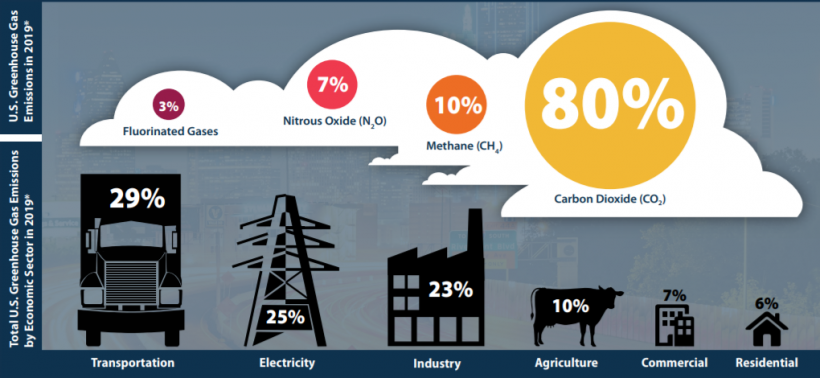 U.S. Greenhouse Gas
Emissions in 2019*
3%
Fluorinated Gases
7%
Nitrous Oxide (N₂O)
10%
Methane (CH₄)
80%
Carbon Dioxide (CO₂)
Total U.S. Greenhouse Gas Emissions
by Economic Sector in 2019*
29%
25%
23%
10%
7%
6%
Transportation
Electricity
Industry
Agriculture
Commercial
Residential